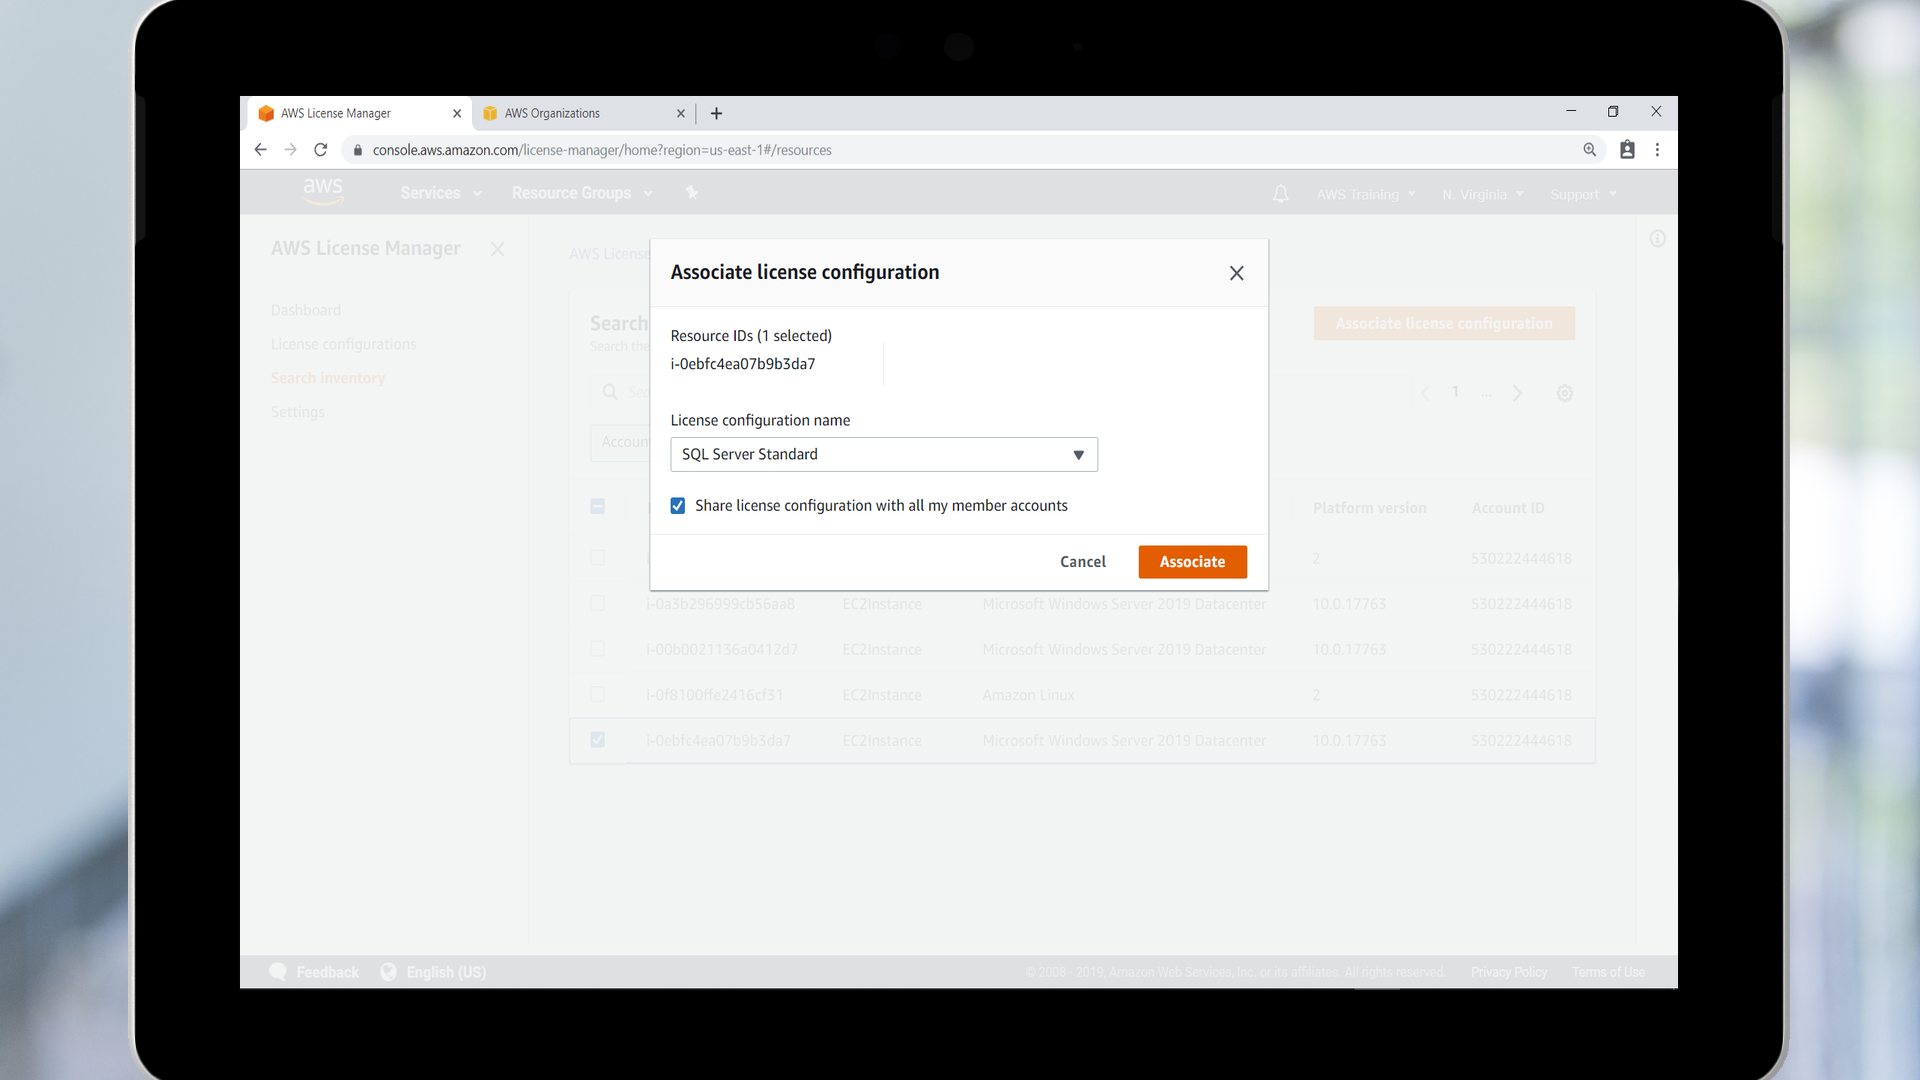 AWS License Manager
AWS Organizations
console.aws.amazon.com/license-manager/home?region=us-east-1#/resources
aws
Services
Resource Groups
AWS Training
N. Virginia
Support
AWS License Manager
Dashboard
License configurations
Search inventory
Settings
AWS License
Search
Search the
Associate license configuration
1
...
Accoun
Associate license configuration
Resource IDs (1 selected)
i-0ebfc4ea07b9b3da7
License configuration name
SQL Server Standard
Share license configuration with all my member accounts
Cancel
Associate
Platform version
Account ID
2
530222444618
i-0a3b296999cb56aa8 EC2Instance Microsoft Windows Server 2019 Datacenter 10.0.17763 530222444618
i-00b0021136a0412d7 EC2Instance Microsoft Windows Server 2019 Datacenter 10.0.17763 530222444618
i-0f8100ffe2416cf31 EC2Instance Amazon Linux 2 530222444618
i-0ebfc4ea07b9b3da7 EC2Instance Microsoft Windows Server 2019 Datacenter 10.0.17763 530222444618
Feedback
English (US)
© 2008 - 2019, Amazon Web Services, Inc. or its affiliates. All rights reserved.
Privacy Policy
Terms of Use